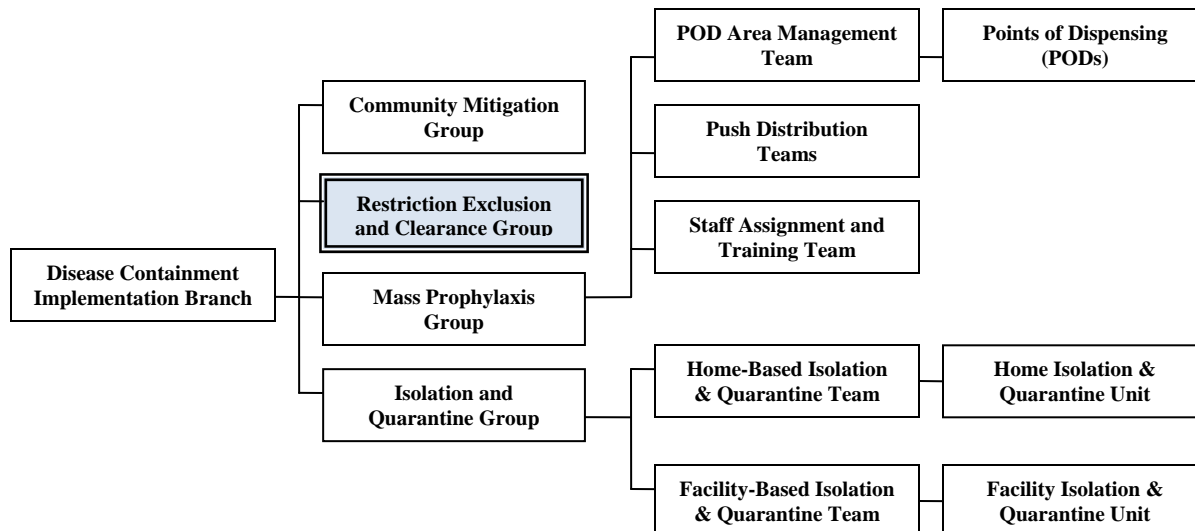 POD Area Management
Team
Points of Dispensing
(PODs)
Community Mitigation
Group
Push Distribution
Teams
Restriction Exclusion
and Clearance Group
Staff Assignment and
Training Team
Disease Containment
Implementation Branch
Mass Prophylaxis
Group
Home-Based Isolation
& Quarantine Team
Home Isolation &
Quarantine Unit
Isolation and
Quarantine Group
Facility-Based Isolation
& Quarantine Team
Facility Isolation &
Quarantine Unit